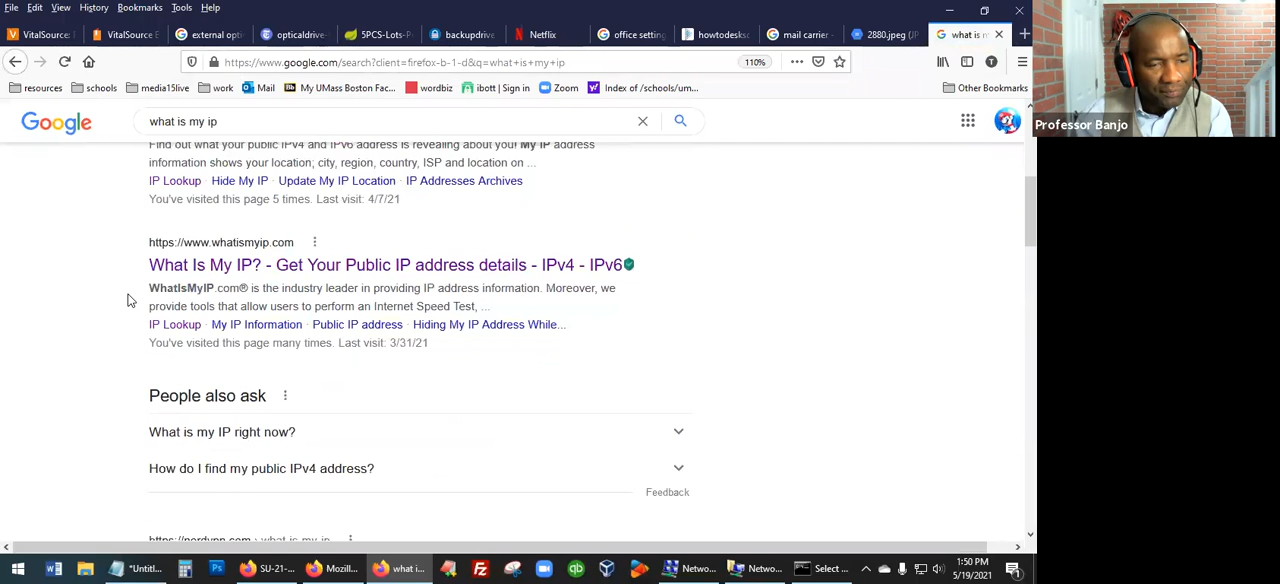 File Edit View History Bookmarks Tools Help
VitalSource: VitalSource E external opti opticaldrive- 5PCS-Lots-P backupdrive Netflix office setting howtodesko mail carrier - 2880.jpeg (JP what is m
https://www.google.com/search?client=firefox-b-1-d&q=what+is+my+ip 110%
resources schools media15live work Mail My UMass Boston Fac... wordbiz ibott | Sign in Zoom Index of /schools/um... Other Bookmarks
Google what is my ip
Professor Banjo
Find out what your public IPv4 and IPv6 address is revealing about you! My IP address
information shows your location; city, region, country, ISP and location on ...
IP Lookup · Hide My IP · Update My IP Location · IP Addresses Archives
You've visited this page 5 times. Last visit: 4/7/21
https://www.whatismyip.com
What Is My IP? - Get Your Public IP address details - IPv4 - IPv6
WhatIsMyIP.com® is the industry leader in providing IP address information. Moreover, we
provide tools that allow users to perform an Internet Speed Test, ...
IP Lookup · My IP Information · Public IP address · Hiding My IP Address While...
You've visited this page many times. Last visit: 3/31/21
People also ask
What is my IP right now?
How do I find my public IPv4 address?
Feedback
https://nordvpn.com › what-is-my-ip
*Untitl... SU-21-... Mozill... what i... Netwo... Netwo... Select ... 1:50 PM
5/19/2021